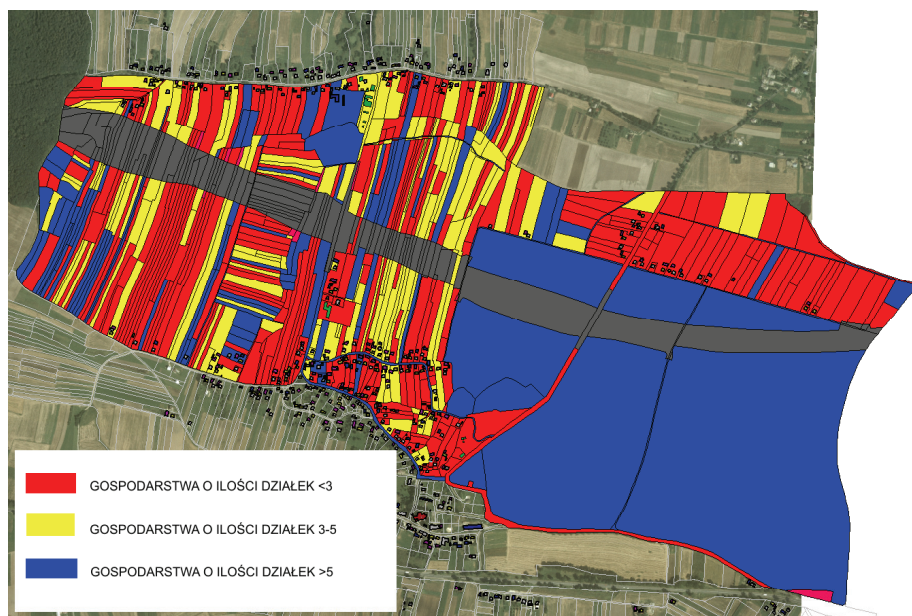 GOSPODARSTWA O ILOŚCI DZIAŁEK <3
GOSPODARSTWA O ILOŚCI DZIAŁEK 3-5
GOSPODARSTWA O ILOŚCI DZIAŁEK >5